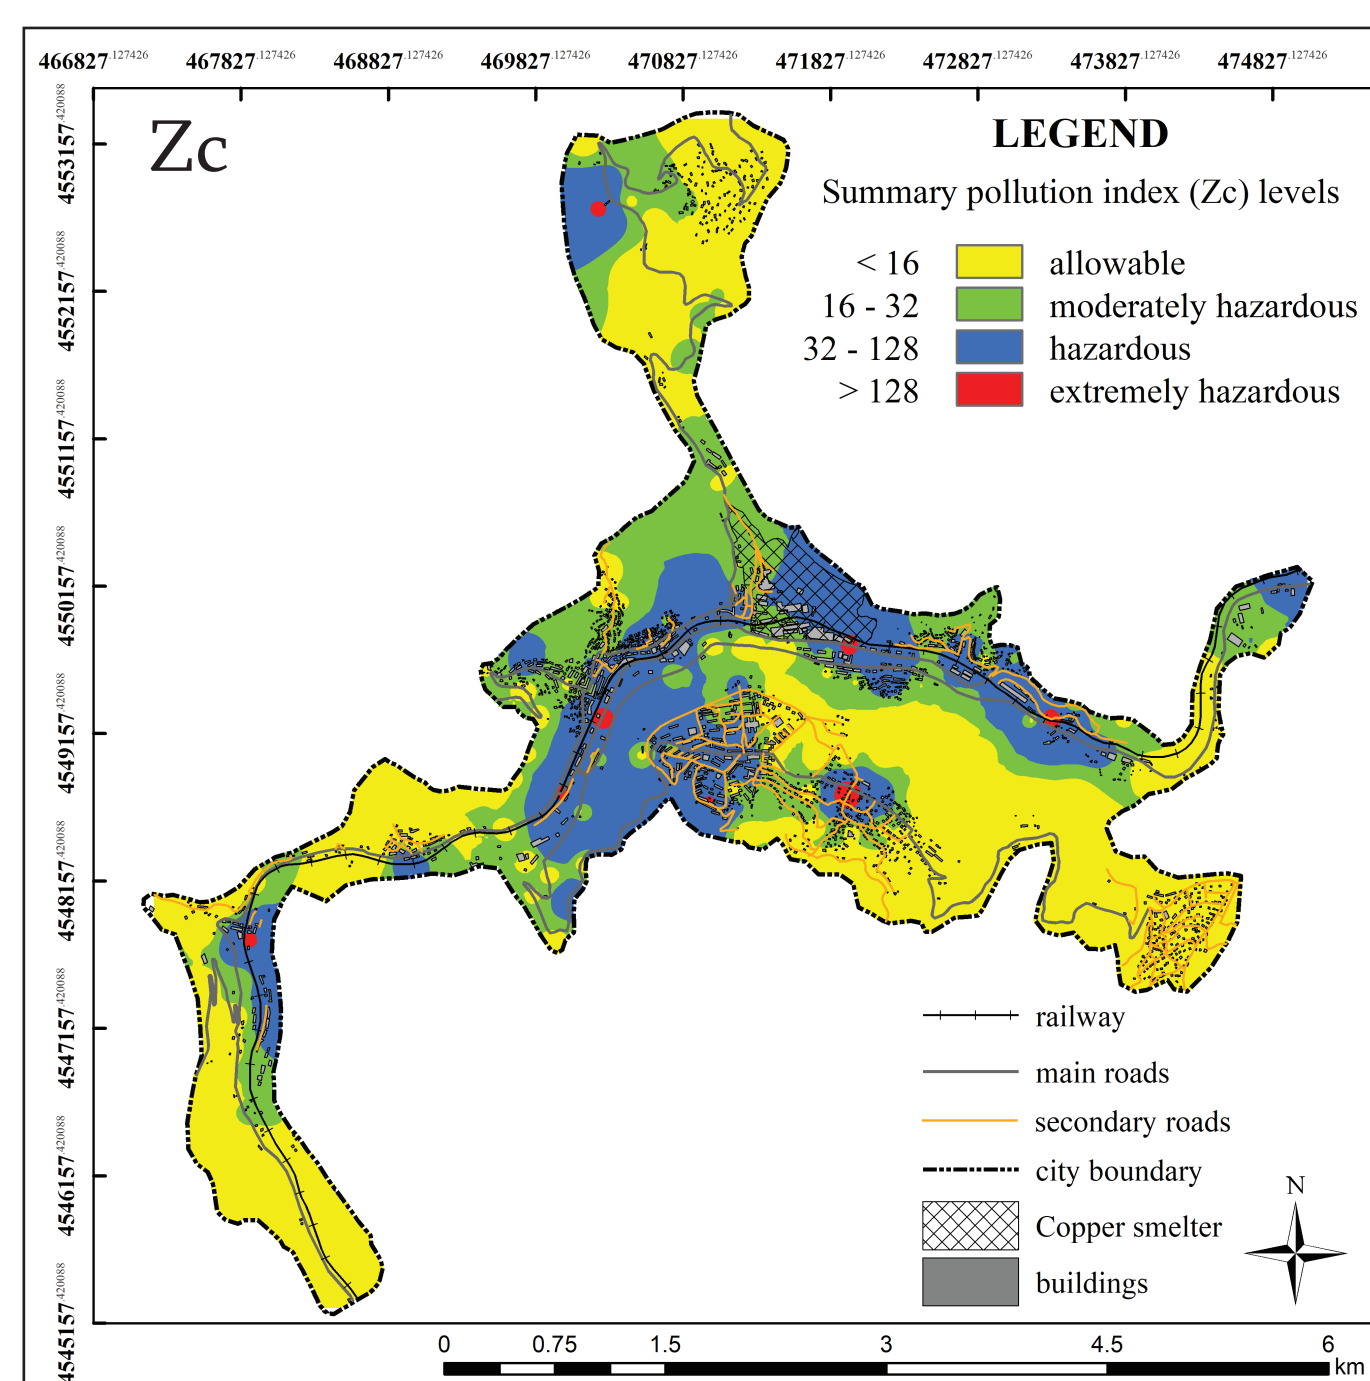 466827.127426 467827.127426 468827.127426 469827.127426 470827.127426 471827.127426 472827.127426 473827.127426 474827.127426
Zc
LEGEND
Summary pollution index (Zc) levels
< 16 allowable
16 - 32 moderately hazardous
32 - 128 hazardous
> 128 extremely hazardous
4553157.420088
4552157.420088
4551157.420088
4550157.420088
4549157.420088
4548157.420088
4547157.420088
4546157.420088
4545157.420088
railway
main roads
secondary roads
city boundary
Copper smelter
buildings
N
0 0.75 1.5 3 4.5 6
km